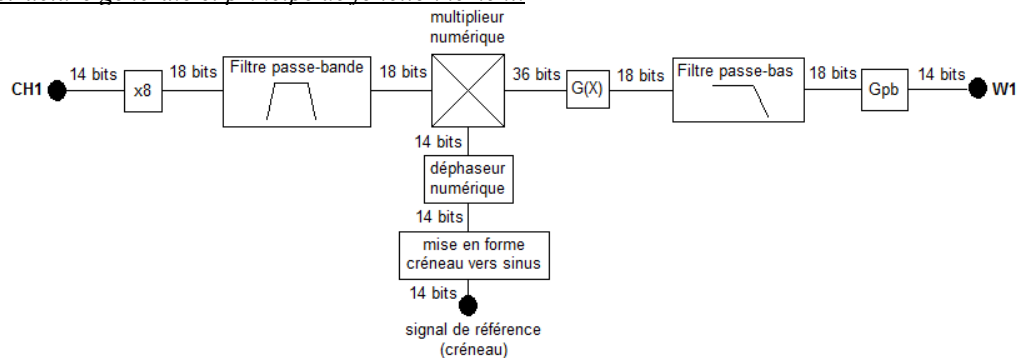 multiplieur
numérique
14 bits
18 bits
Filtre passe-bande
18 bits
36 bits
18 bits
Filtre passe-bas
18 bits
14 bits
CH1
x8
G(X)
Gpb
W1
14 bits
déphaseur
numérique
14 bits
mise en forme
créneau vers sinus
14 bits
signal de référence
(créneau)